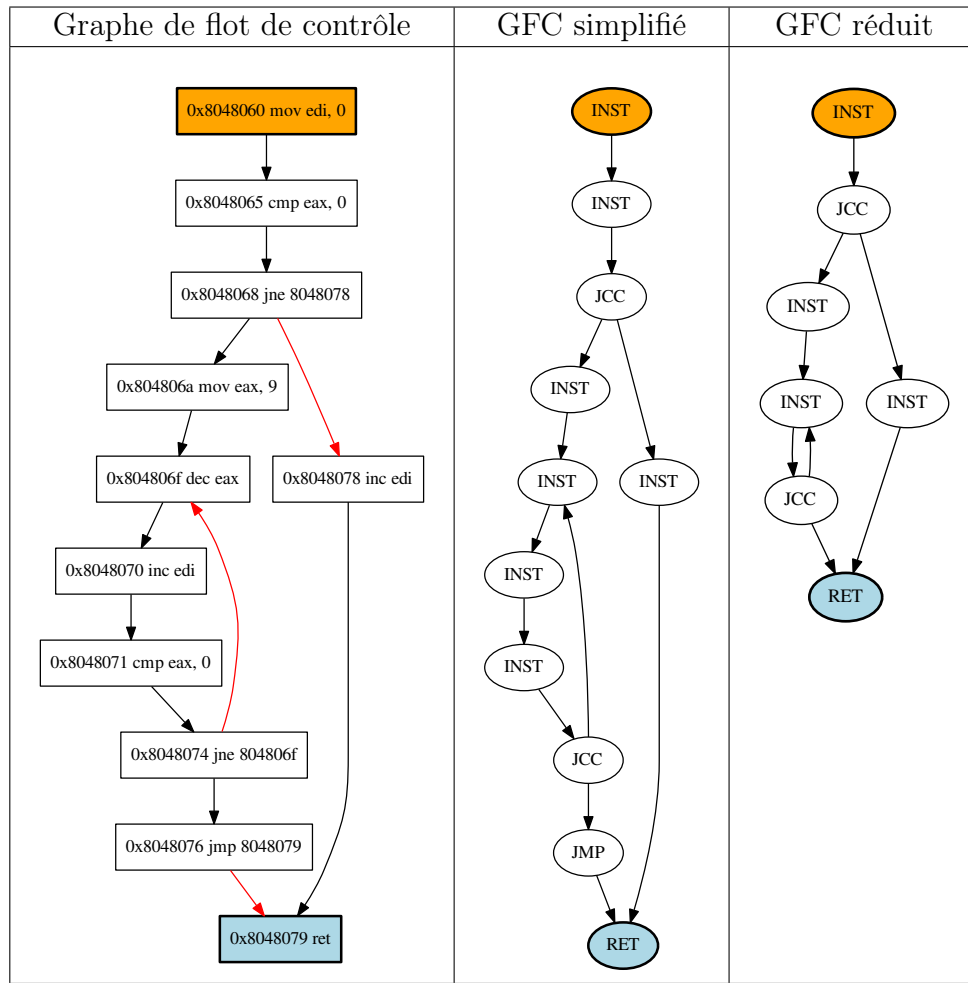 Graphe de flot de contrôle
GFC simplifié
GFC réduit
0x8048060 mov edi, 0
0x8048065 cmp eax, 0
0x8048068 jne 8048078
0x804806a mov eax, 9
0x804806f dec eax
0x8048078 inc edi
0x8048070 inc edi
0x8048071 cmp eax, 0
0x8048074 jne 804806f
0x8048076 jmp 8048079
0x8048079 ret
INST
INST
JCC
INST
INST
INST
INST
INST
JCC
JMP
RET
INST
JCC
INST
INST
INST
JCC
RET